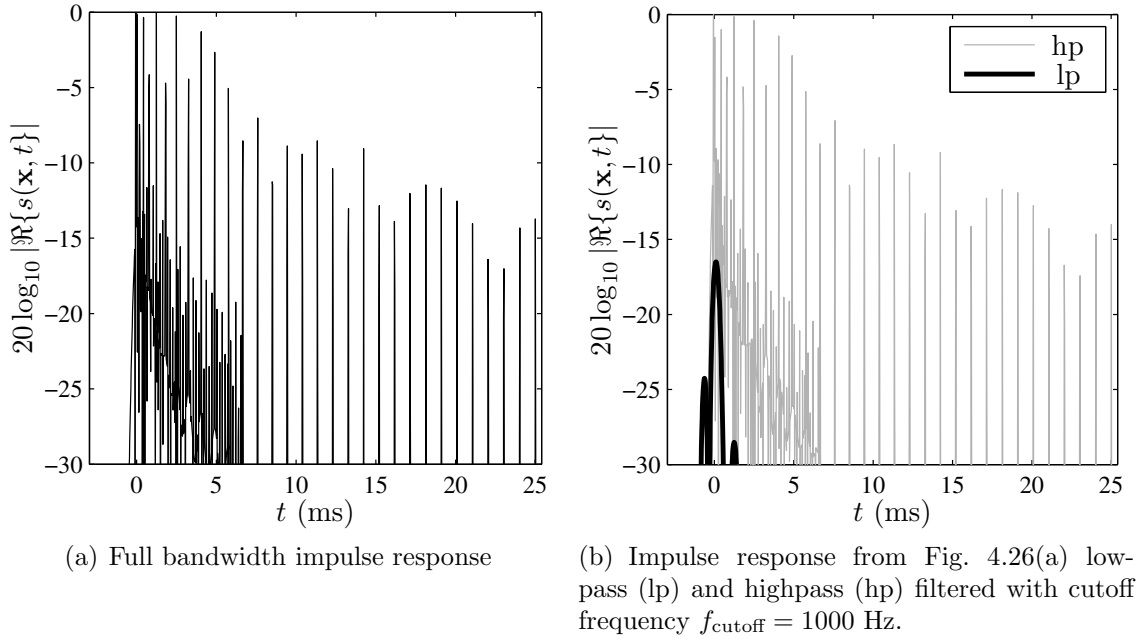 0
−5
−10
−15
−20
−25
−30
20 log₁₀ |ℜ{s(x, t}|
0 5 10 15 20 25
t (ms)
(a) Full bandwidth impulse response
0
−5
−10
−15
−20
−25
−30
20 log₁₀ |ℜ{s(x, t}|
hp
lp
0 5 10 15 20 25
t (ms)
(b) Impulse response from Fig. 4.26(a) low-
pass (lp) and highpass (hp) filtered with cutoff
frequency f_cutoff = 1000 Hz.